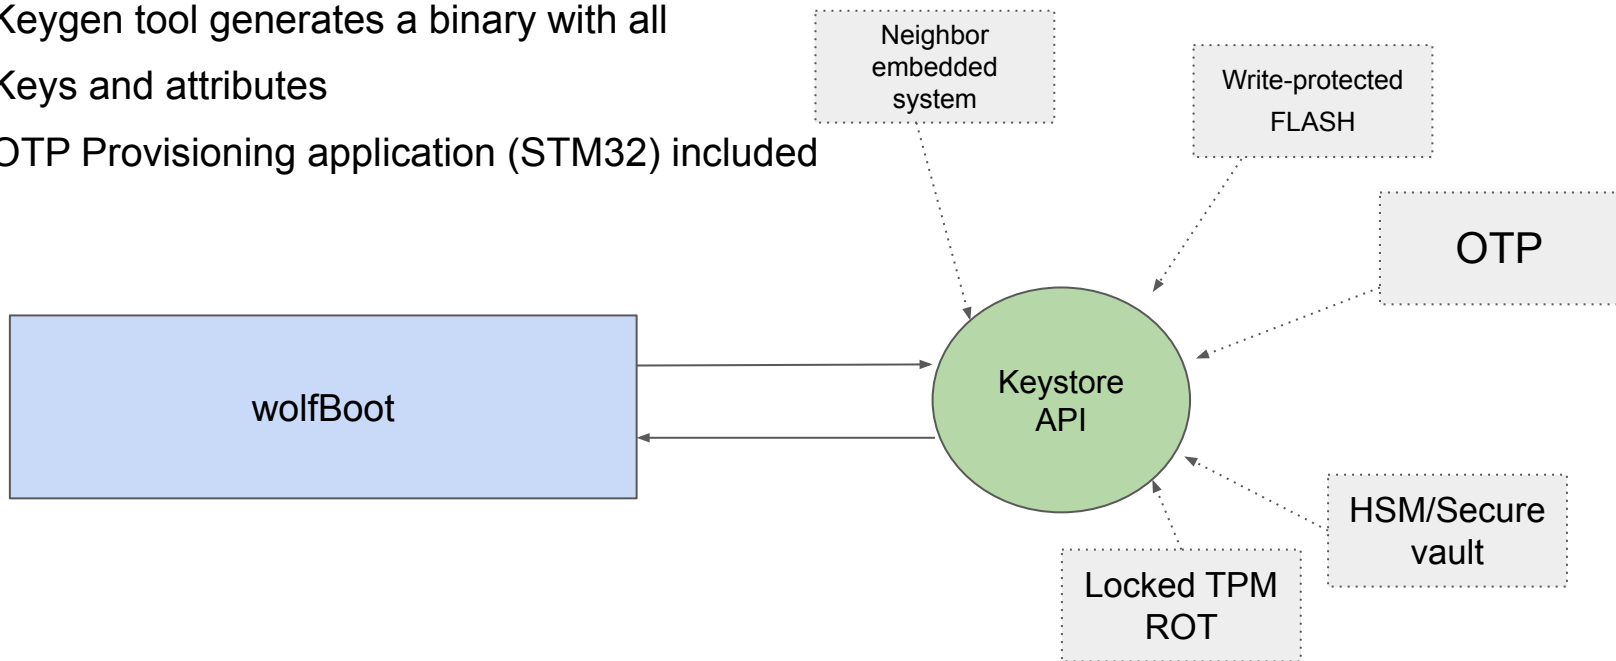 Keygen tool generates a binary with all
Keys and attributes
OTP Provisioning application (STM32) included
Neighbor
embedded
system
Write-protected
FLASH
OTP
wolfBoot
Keystore
API
HSM/Secure
vault
Locked TPM
ROT